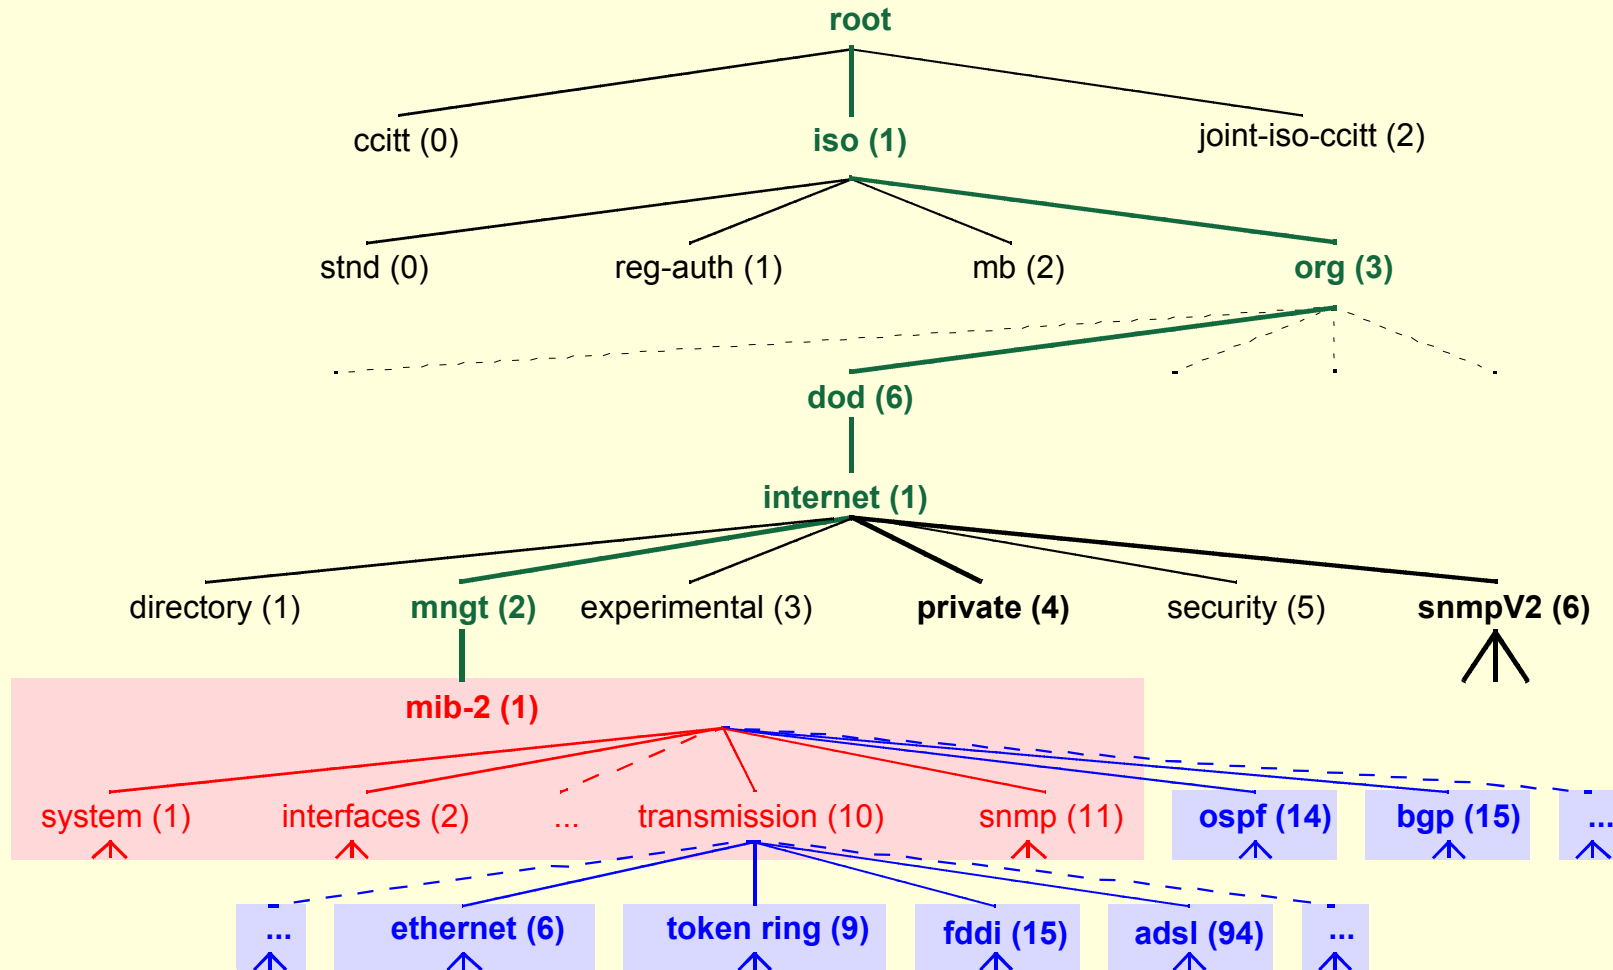 root
ccitt (0) iso (1) joint-iso-ccitt (2)
stnd (0) reg-auth (1) mb (2) org (3)
dod (6)
internet (1)
directory (1) mngt (2) experimental (3) private (4) security (5) snmpV2 (6)
mib-2 (1)
system (1) interfaces (2) ... transmission (10) snmp (11) ospf (14) bgp (15) ...
... ethernet (6) token ring (9) fddi (15) adsl (94) ...